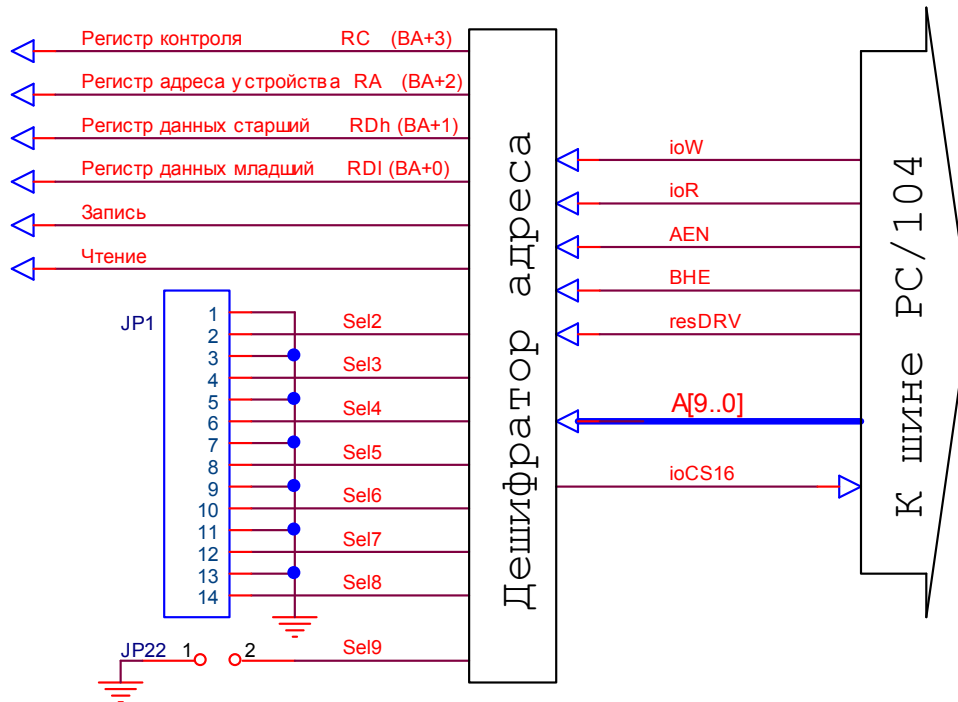 Регистр контроля RC (BA+3)
Регистр адреса устройства RA (BA+2)
Регистр данных старший RDh (BA+1)
Регистр данных младший RDl (BA+0)
Запись
Чтение
JP1
1
2
3
4
5
6
7
8
9
10
11
12
13
14
Sel2
Sel3
Sel4
Sel5
Sel6
Sel7
Sel8
JP22 1 2 Sel9
Дешифратор адреса
ioW
ioR
AEN
BHE
resDRV
A[9..0]
ioCS16
К шине PC/104